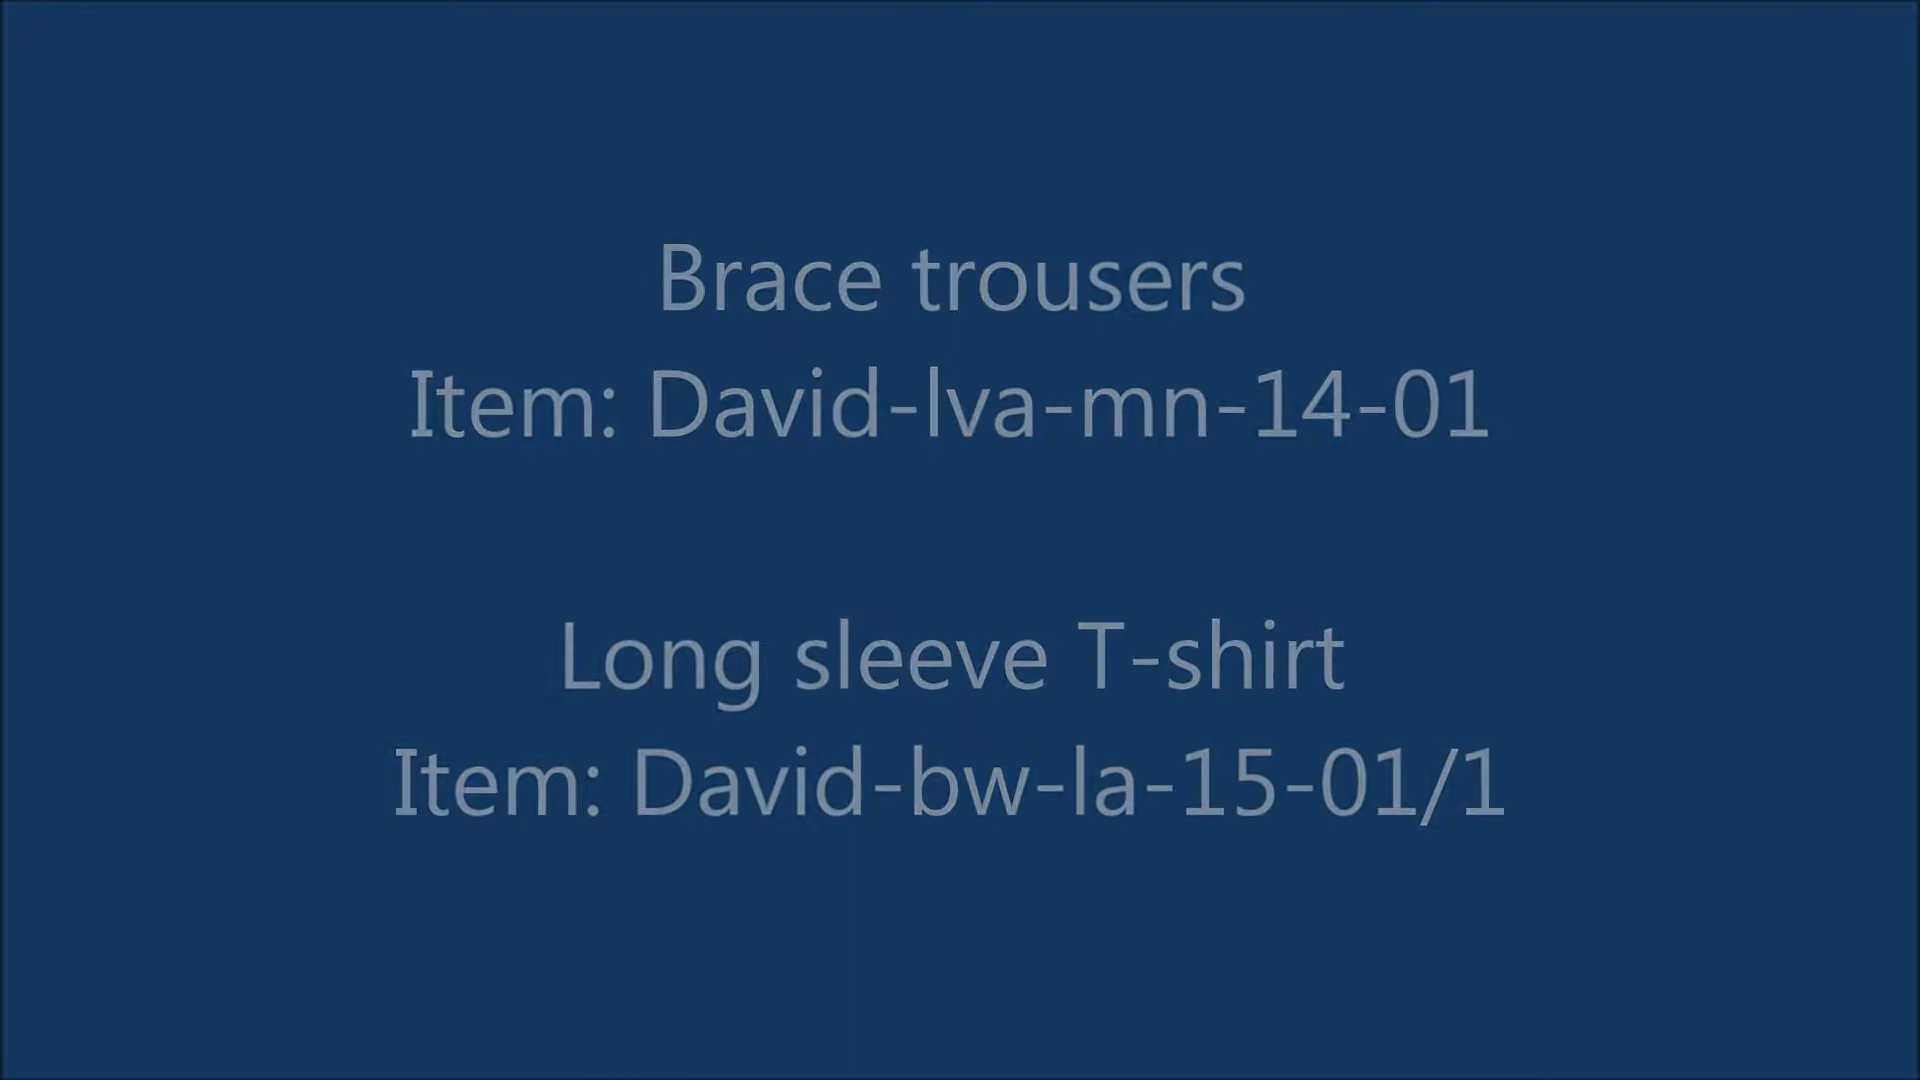 Brace trousers
Item: David-lva-mn-14-01
Long sleeve T-shirt
Item: David-bw-la-15-01/1